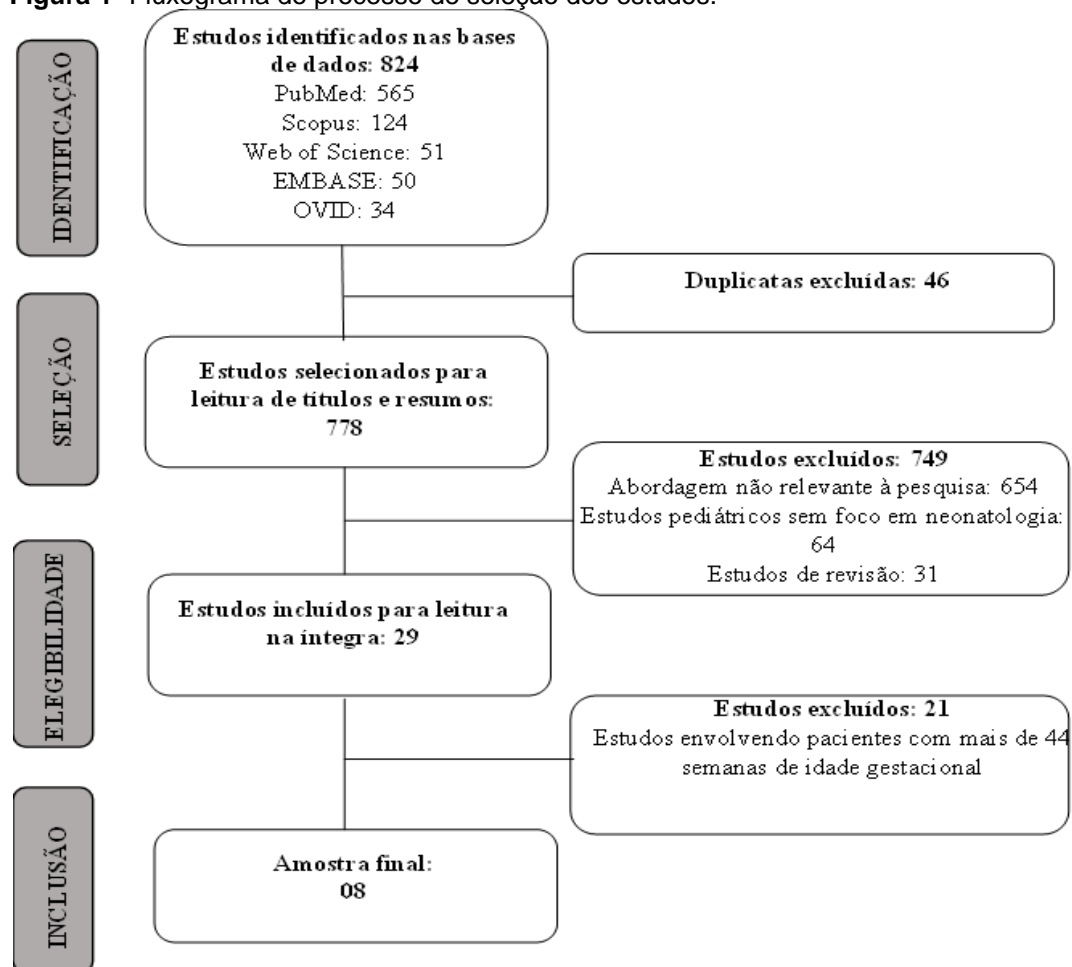 Figura 1- Fluxograma do processo de seleção dos estudos.
IDENTIFICAÇÃO
Estudos identificados nas bases
de dados: 824
PubMed: 565
Scopus: 124
Web of Science: 51
EMBASE: 50
OVID: 34
Duplicatas excluídas: 46
SELEÇÃO
Estudos selecionados para
leitura de títulos e resumos:
778
Estudos excluídos: 749
Abordagem não relevante à pesquisa: 654
Estudos pediátricos sem foco em neonatologia:
64
Estudos de revisão: 31
ELEGIBILIDADE
Estudos incluídos para leitura
na íntegra: 29
Estudos excluídos: 21
Estudos envolvendo pacientes com mais de 44
semanas de idade gestacional
INCLUSÃO
Amostra final:
08